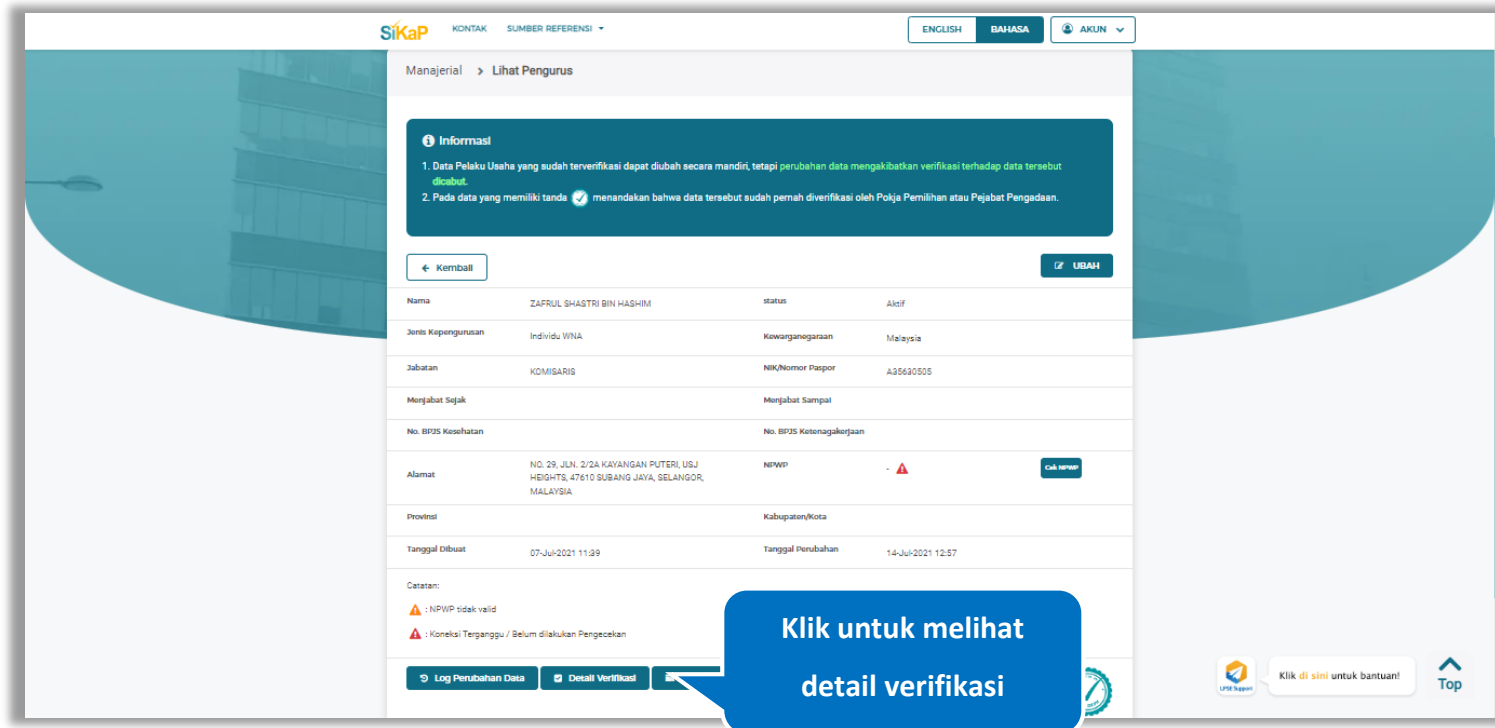 SiKaP KONTAK SUMBER REFERENSI ENGLISH BAHASA AKUN
Manajerial > Lihat Pengurus
Informasi
1. Data Pelaku Usaha yang sudah terverifikasi dapat diubah secara mandiri, tetapi perubahan data mengakibatkan verifikasi terhadap data tersebut
dicabut.
2. Pada data yang memiliki tanda menandakan bahwa data tersebut sudah pernah diverifikasi oleh Pokja Pemilihan atau Pejabat Pengadaan.
Kembali UBAH
Nama ZAFRUL SHASTRI BIN HASHIM status Aktif
Jenis Kepengurusan Individu WNA Kewarganegaraan Malaysia
Jabatan KOMISARIS NIK/Nomor Paspor A35630505
Menjabat Sejak Menjabat Sampai
No. BPJS Kesehatan No. BPJS Ketenagakerjaan
Alamat NO. 29, JLN. 2/2A KAYANGAN PUTERI, USJ
HEIGHTS, 47610 SUBANG JAYA, SELANGOR,
MALAYSIA
NPWP - Cek NPWP
Provinsi Kabupaten/Kota
Tanggal Dibuat 07-Jul-2021 11:39 Tanggal Perubahan 14-Jul-2021 12:57
Catatan:
: NPWP tidak valid
: Koneksi Terganggu / Belum dilakukan Pengecekan
Log Perubahan Data Detail Verifikasi
Klik untuk melihat
detail verifikasi
LPSE Support Klik di sini untuk bantuan! Top